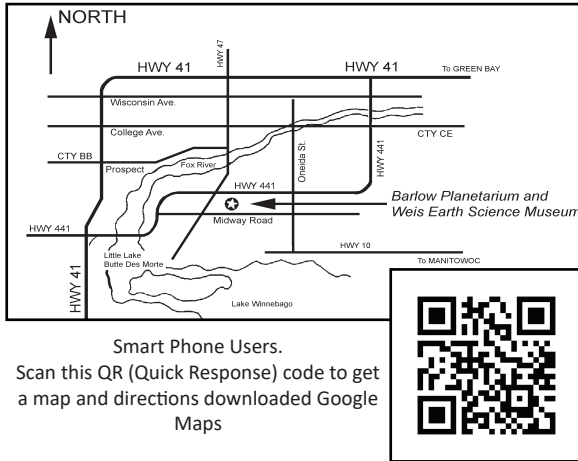 NORTH
HWY 47
HWY 41
HWY 41
To GREEN BAY
Wisconsin Ave.
College Ave.
CTY CE
CTY BB
Prospect
Fox River
Oneida St.
HWY 441
HWY 441
Barlow Planetarium and
Weis Earth Science Museum
Midway Road
HWY 441
HWY 10
Little Lake
Butte Des Morte
To MANITOWOC
HWY 41
Lake Winnebago
Smart Phone Users.
Scan this QR (Quick Response) code to get
a map and directions downloaded Google
Maps